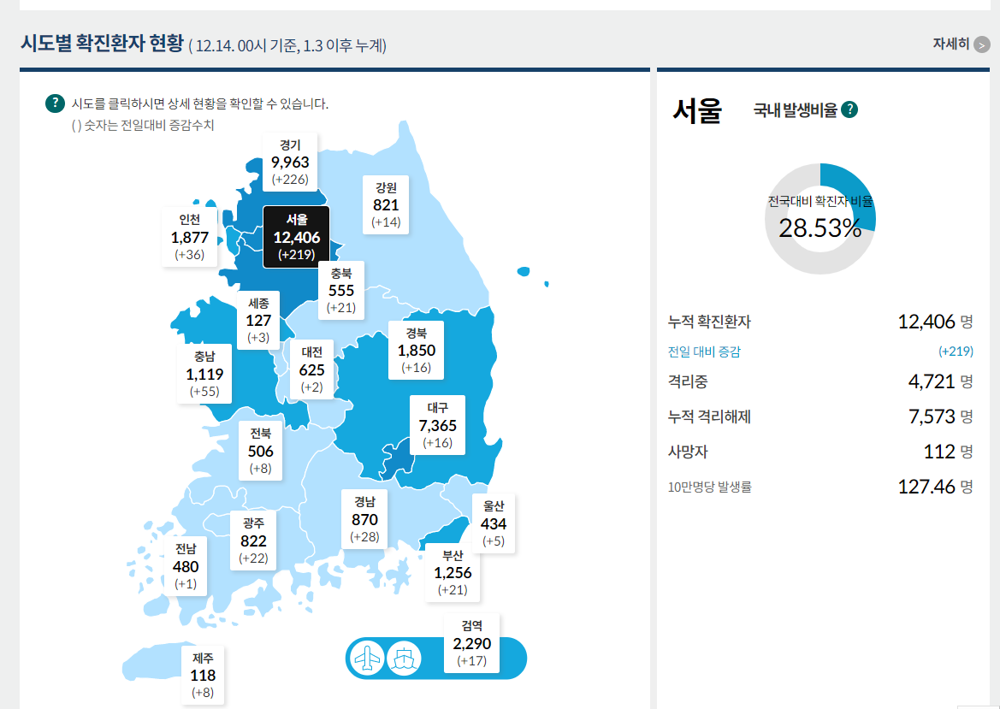 시도별 확진환자 현황 ( 12.14. 00시 기준, 1.3 이후 누계)
자세히 >
? 시도를 클릭하시면 상세 현황을 확인할 수 있습니다.
( ) 숫자는 전일대비 증감수치
경기
9,963
(+226)
강원
821
(+14)
인천
1,877
(+36)
서울
12,406
(+219)
충북
555
(+21)
세종
127
(+3)
경북
1,850
(+16)
대전
625
(+2)
충남
1,119
(+55)
대구
7,365
(+16)
전북
506
(+8)
경남
870
(+28)
울산
434
(+5)
광주
822
(+22)
전남
480
(+1)
부산
1,256
(+21)
검역
2,290
(+17)
제주
118
(+8)
서울 국내 발생비율 ?
전국대비 확진자 비율
28.53%
누적 확진환자 12,406 명
전일 대비 증감 (+219)
격리중 4,721 명
누적 격리해제 7,573 명
사망자 112 명
10만명당 발생률 127.46 명